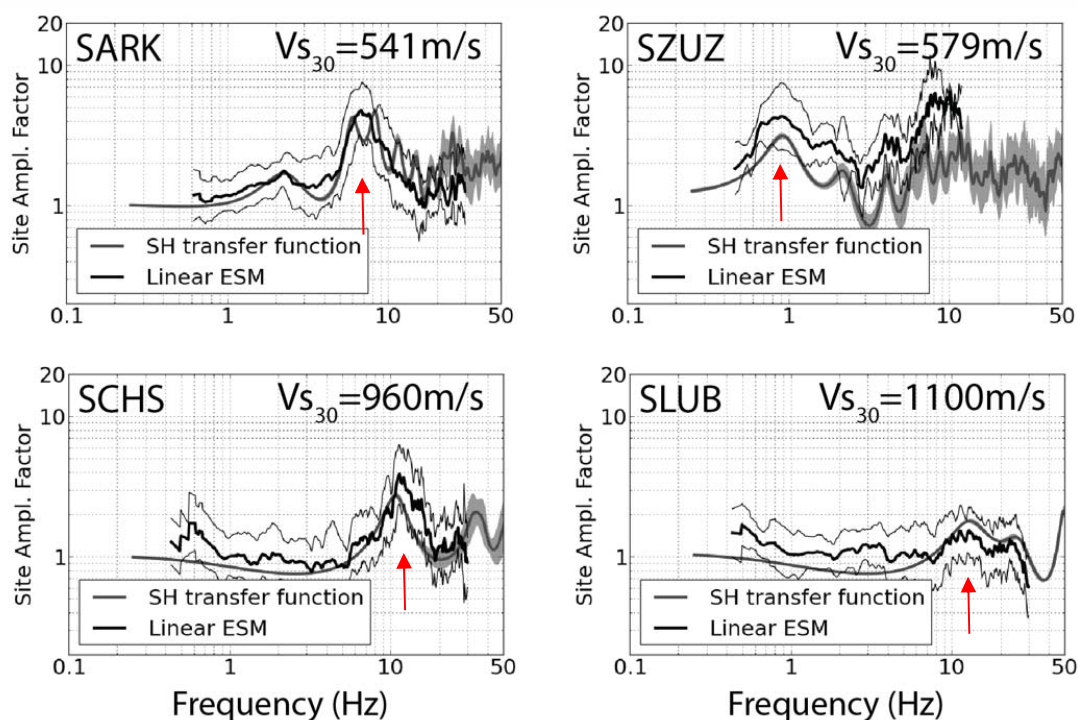 SARK Vs30=541m/s
20
10
1
Site Ampl. Factor
SH transfer function
Linear ESM
0.1 1 10 50
SZUZ Vs30=579m/s
20
10
1
Site Ampl. Factor
SH transfer function
Linear ESM
0.1 1 10 50
SCHS Vs30=960m/s
20
10
1
Site Ampl. Factor
SH transfer function
Linear ESM
0.1 1 10 50
Frequency (Hz)
SLUB Vs30=1100m/s
20
10
1
Site Ampl. Factor
SH transfer function
Linear ESM
0.1 1 10 50
Frequency (Hz)